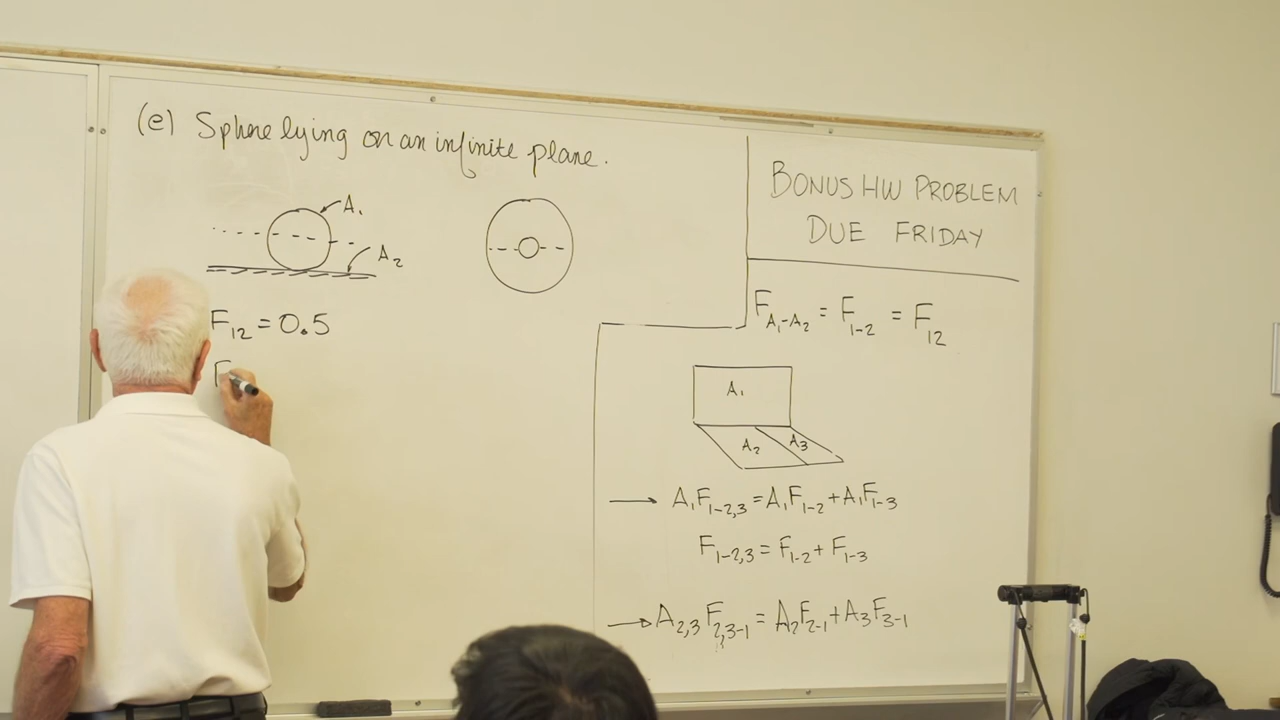 (e) Sphere lying on an infinite plane.
A₁
A₂
F₁₂ = 0.5
F
BONUS HW PROBLEM
DUE FRIDAY
F_A₁-A₂ = F₁₋₂ = F₁₂
A₁
A₂ A₃
→ A₁F₁₋₂,₃ = A₁F₁₋₂ + A₁F₁₋₃
F₁₋₂,₃ = F₁₋₂ + F₁₋₃
→ A₂,₃ F₂,₃₋₁ = A₂F₂₋₁ + A₃F₃₋₁